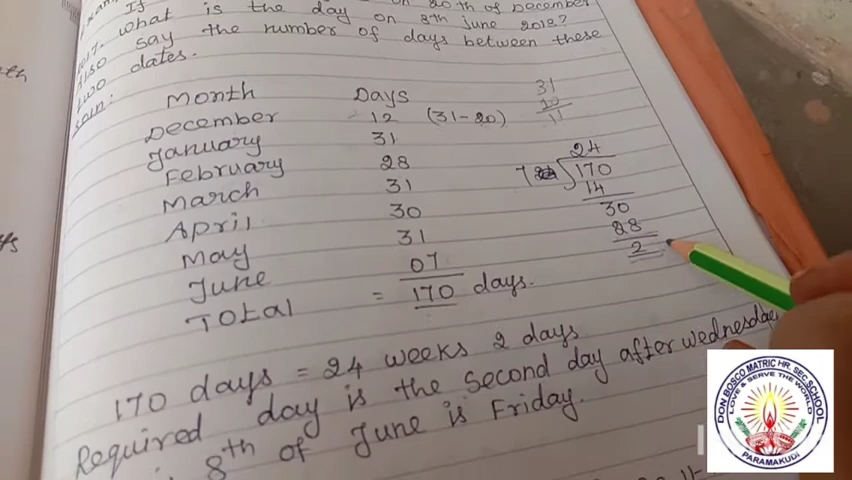 If on 20th of December
2017. What is the day on 8th june 2018?
Also say the number of days between these
two dates.
Soln:
Month Days
December 12 (31-20)
January 31
February 28
March 31
April 30
May 31
June 07
Total = 170 days.
31
11
24
7 170
14
30
28
2
170 days = 24 weeks 2 days
Required day is the second day after wednesday
8th of June is Friday.
DON BOSCO MATRIC HR. SEC SCHOOL
LOVE & SERVE THE WORLD
PARAMAKUDI